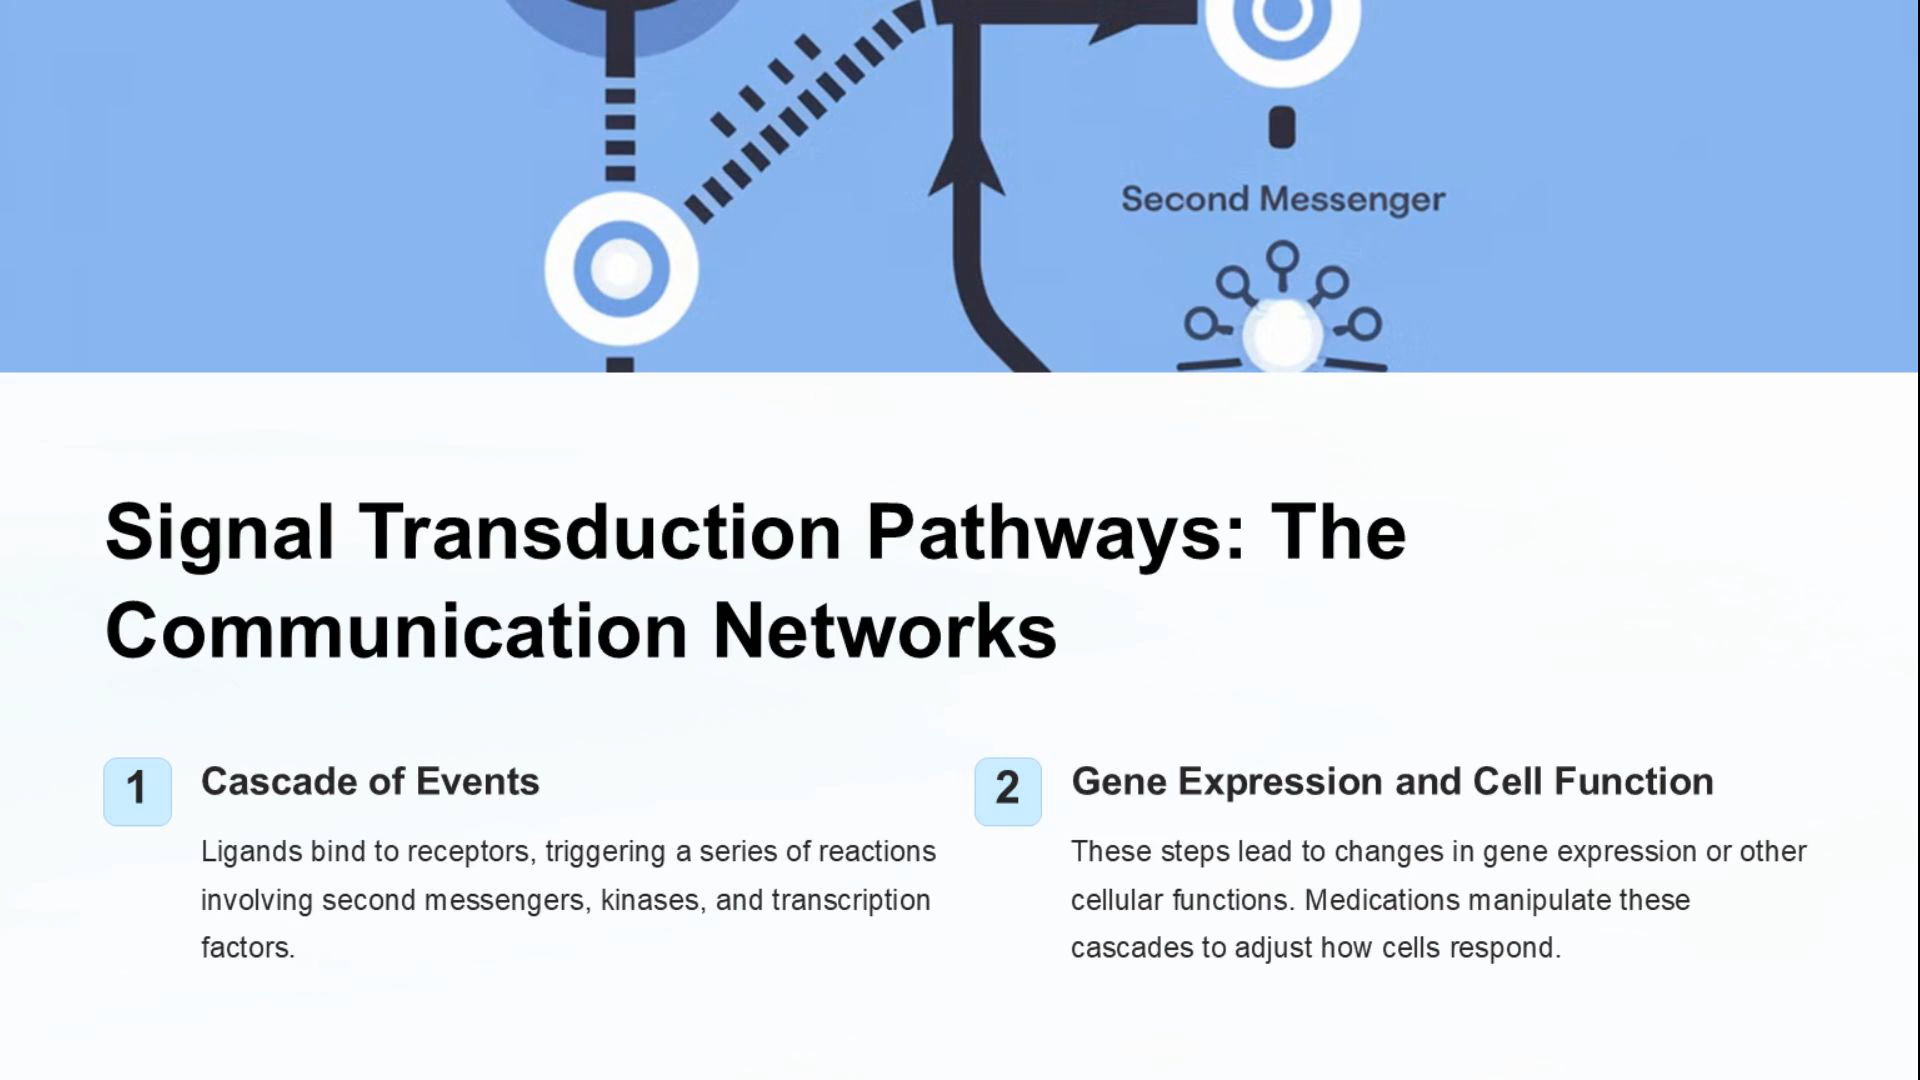 Second Messenger
Signal Transduction Pathways: The
Communication Networks
1
Cascade of Events
Ligands bind to receptors, triggering a series of reactions
involving second messengers, kinases, and transcription
factors.
2
Gene Expression and Cell Function
These steps lead to changes in gene expression or other
cellular functions. Medications manipulate these
cascades to adjust how cells respond.